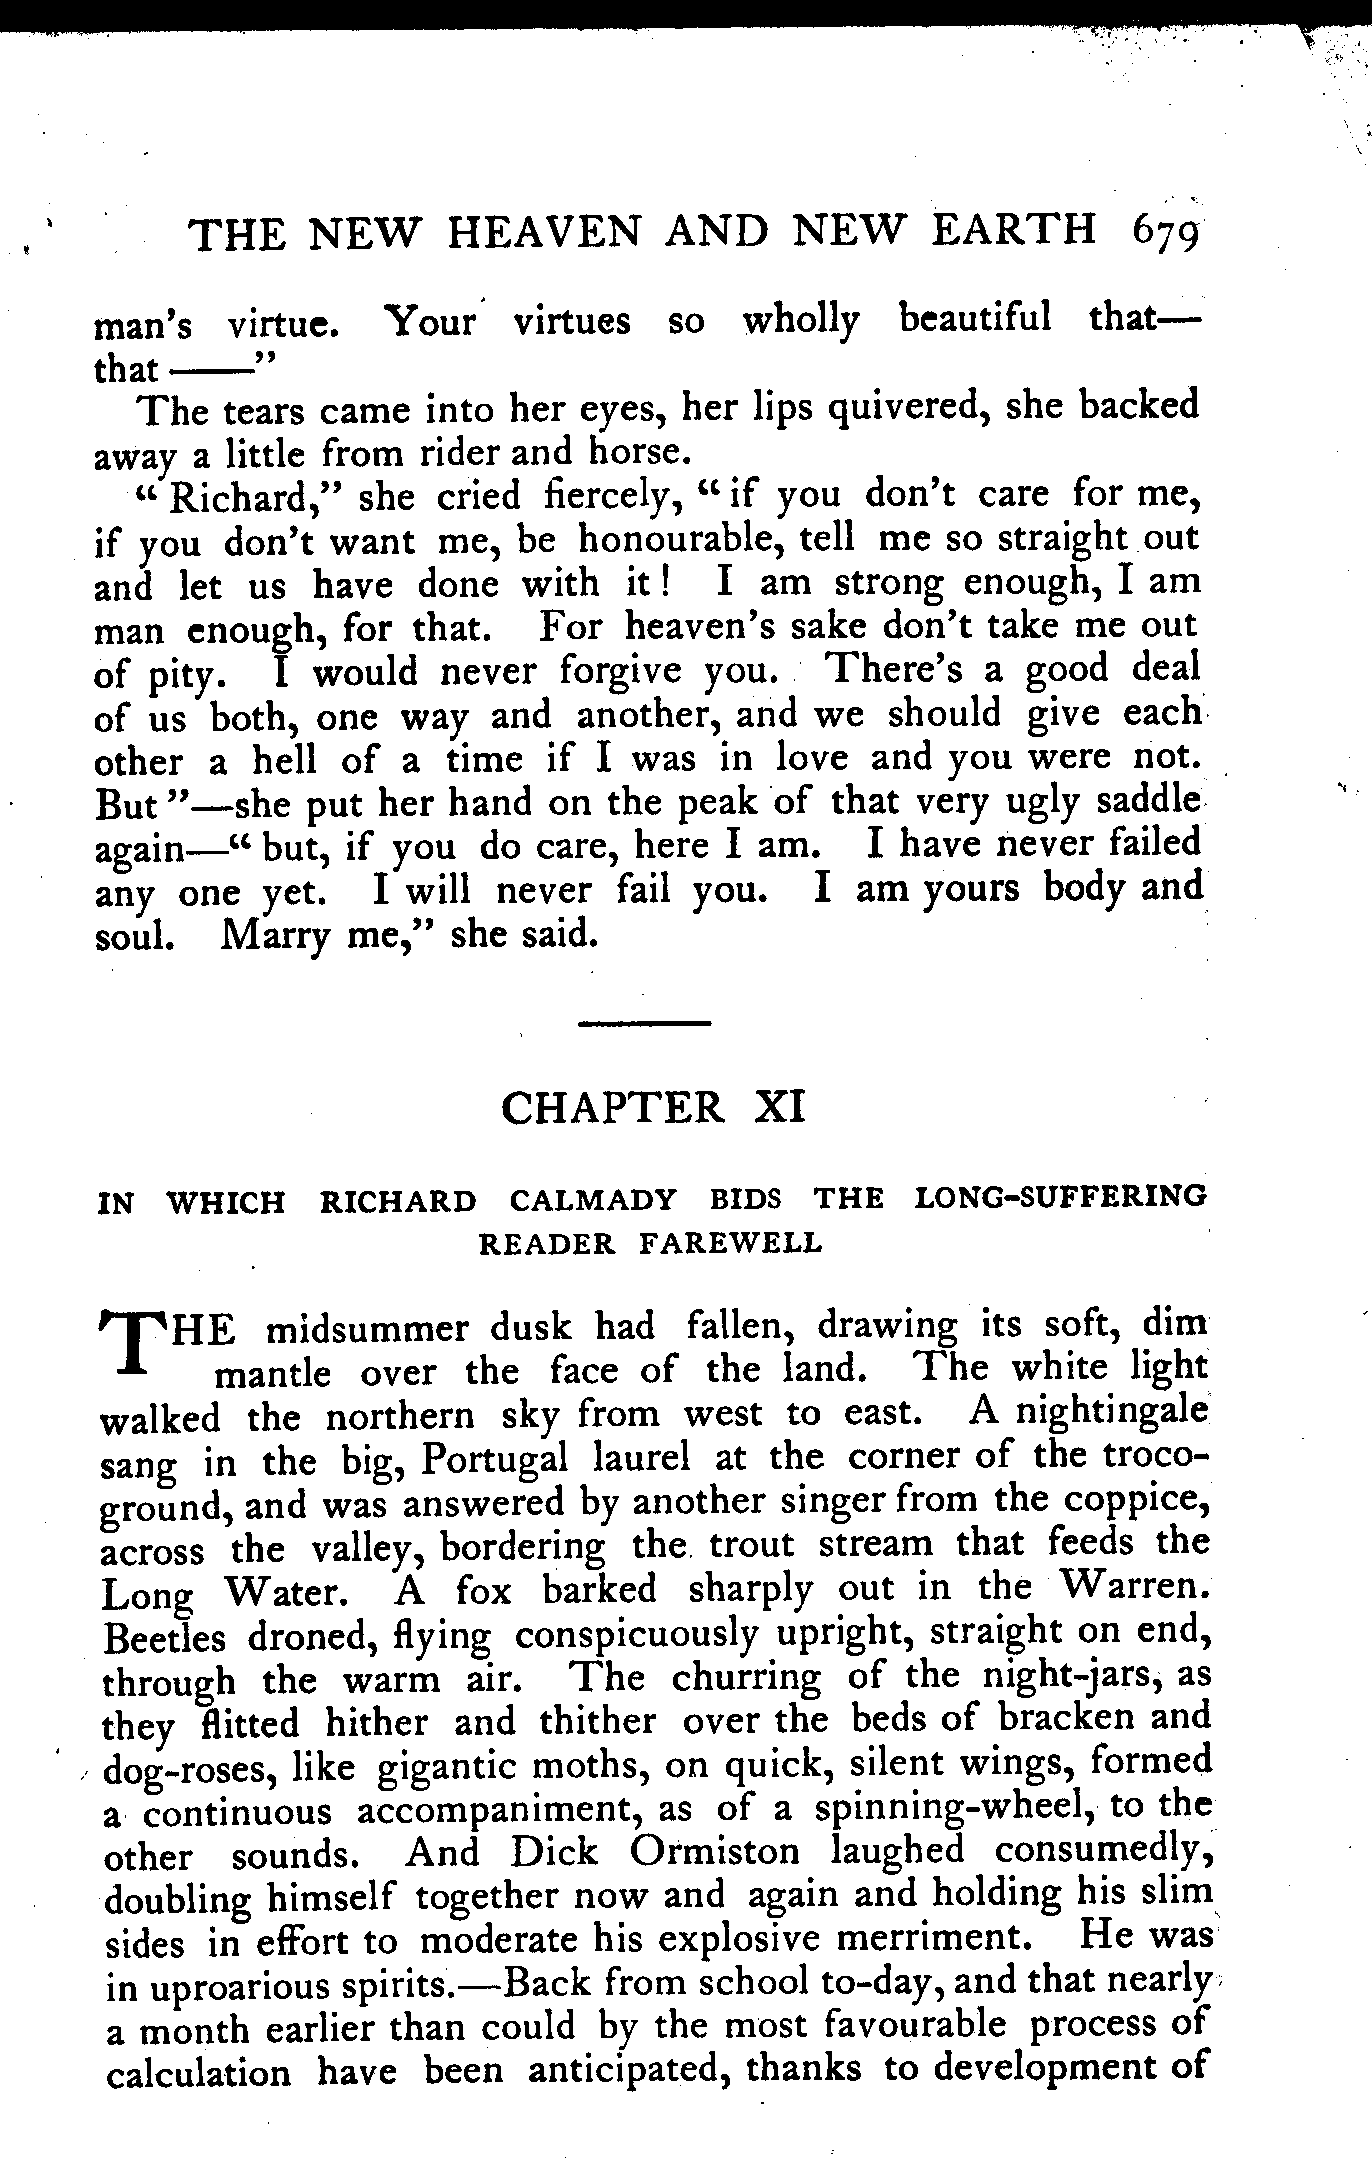 THE NEW HEAVEN AND NEW EARTH 679
man's virtue. Your virtues so wholly beautiful that—
that ——"
The tears came into her eyes, her lips quivered, she backed
away a little from rider and horse.
"Richard," she cried fiercely, "if you don't care for me,
if you don't want me, be honourable, tell me so straight out
and let us have done with it! I am strong enough, I am
man enough, for that. For heaven's sake don't take me out
of pity. I would never forgive you. There's a good deal
of us both, one way and another, and we should give each
other a hell of a time if I was in love and you were not.
But"—she put her hand on the peak of that very ugly saddle
again—"but, if you do care, here I am. I have never failed
any one yet. I will never fail you. I am yours body and
soul. Marry me," she said.
CHAPTER XI
IN WHICH RICHARD CALMADY BIDS THE LONG-SUFFERING
READER FAREWELL
THE midsummer dusk had fallen, drawing its soft, dim
mantle over the face of the land. The white light
walked the northern sky from west to east. A nightingale
sang in the big, Portugal laurel at the corner of the troco-
ground, and was answered by another singer from the coppice,
across the valley, bordering the trout stream that feeds the
Long Water. A fox barked sharply out in the Warren.
Beetles droned, flying conspicuously upright, straight on end,
through the warm air. The churring of the night-jars, as
they flitted hither and thither over the beds of bracken and
dog-roses, like gigantic moths, on quick, silent wings, formed
a continuous accompaniment, as of a spinning-wheel, to the
other sounds. And Dick Ormiston laughed consumedly,
doubling himself together now and again and holding his slim
sides in effort to moderate his explosive merriment. He was
in uproarious spirits.—Back from school to-day, and that nearly
a month earlier than could by the most favourable process of
calculation have been anticipated, thanks to development of